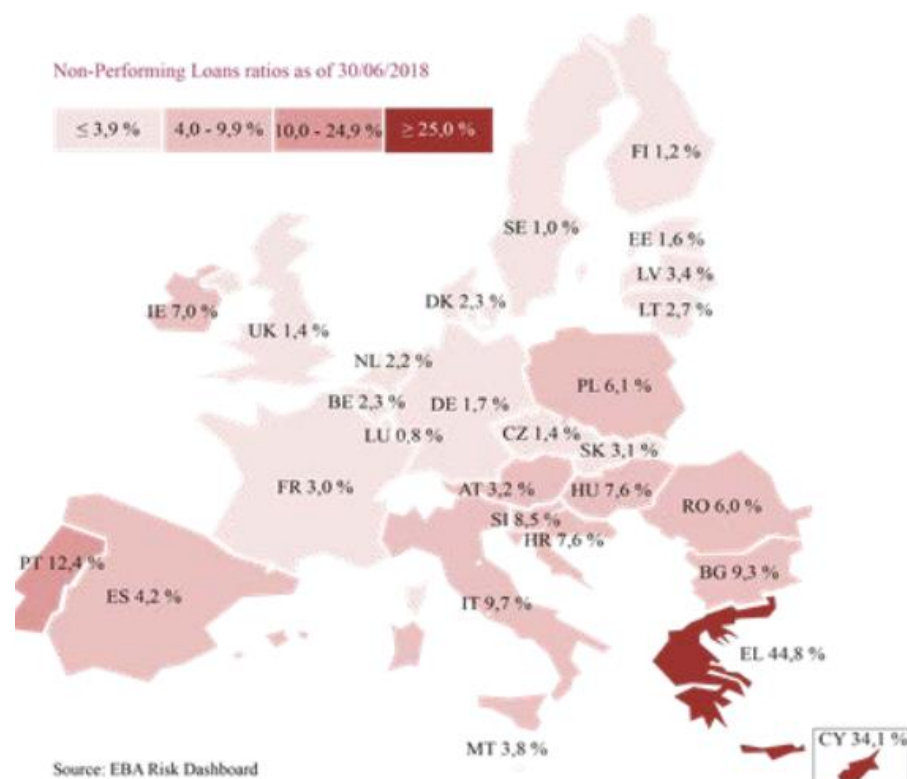 Non-Performing Loans ratios as of 30/06/2018
≤ 3,9 %
4,0 - 9,9 %
10,0 - 24,9 %
≥ 25,0 %
FI 1,2 %
SE 1,0 %
EE 1,6 %
LV 3,4 %
DK 2,3 %
LT 2,7 %
IE 7,0 %
UK 1,4 %
NL 2,2 %
PL 6,1 %
BE 2,3 %
DE 1,7 %
LU 0,8 %
CZ 1,4 %
SK 3,1 %
FR 3,0 %
AT 3,2 %
HU 7,6 %
RO 6,0 %
SI 8,5 %
HR 7,6 %
PT 12,4 %
BG 9,3 %
ES 4,2 %
IT 9,7 %
EL 44,8 %
MT 3,8 %
CY 34,1 %
Source: EBA Risk Dashboard